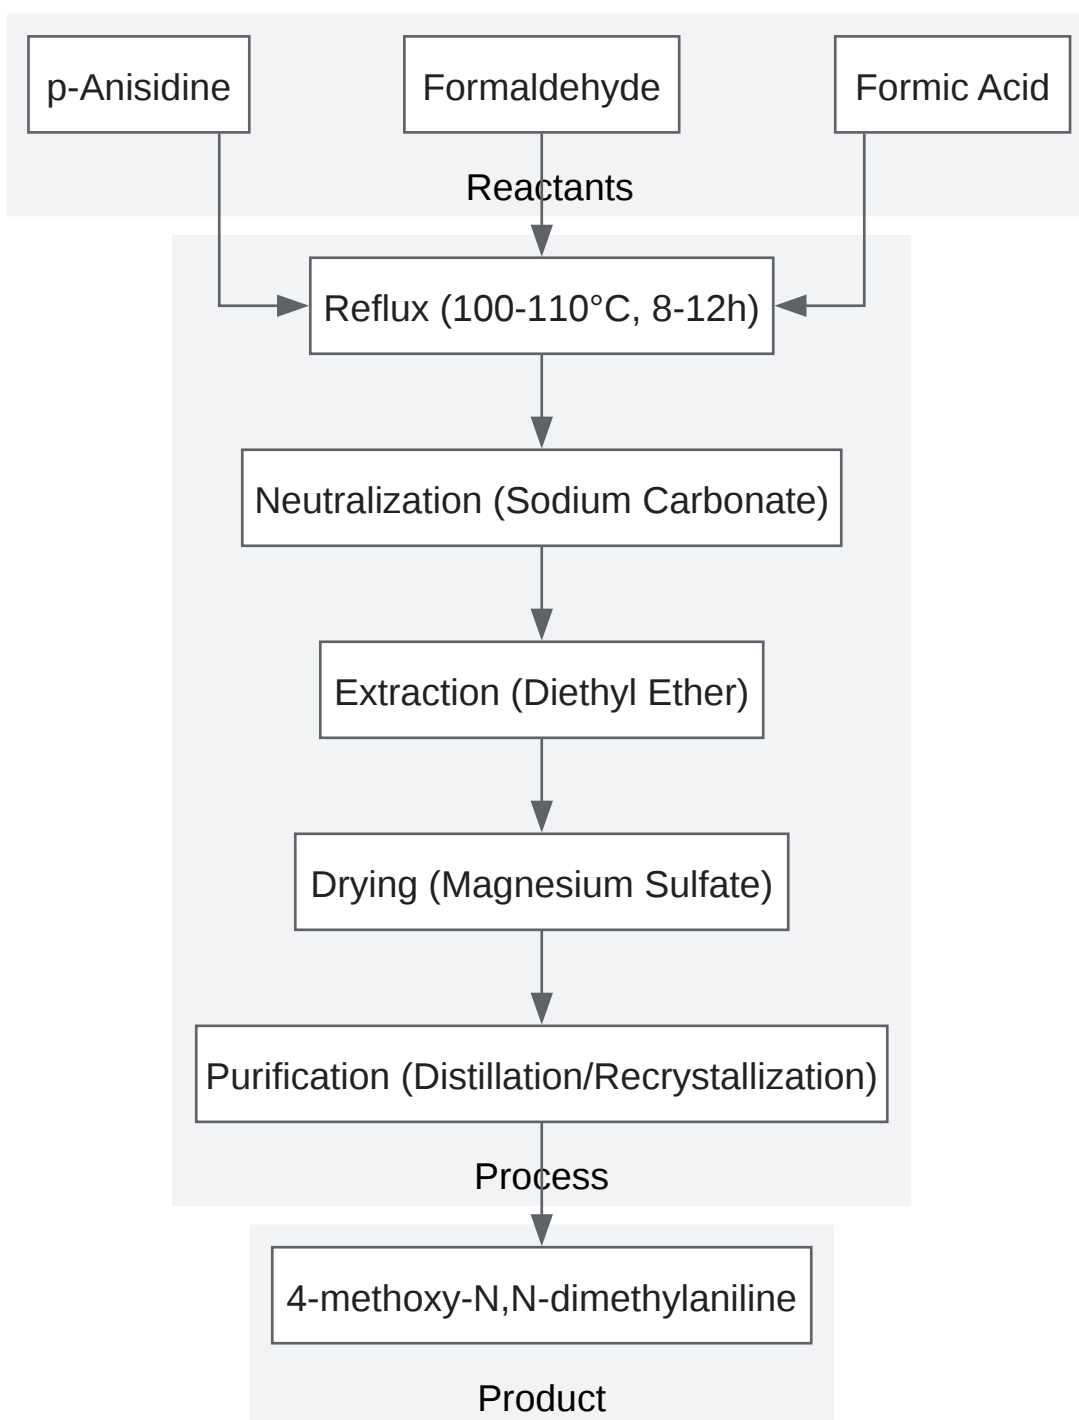 p-Anisidine
Formaldehyde
Formic Acid
Reactants
Reflux (100-110°C, 8-12h)
Neutralization (Sodium Carbonate)
Extraction (Diethyl Ether)
Drying (Magnesium Sulfate)
Purification (Distillation/Recrystallization)
Process
4-methoxy-N,N-dimethylaniline
Product